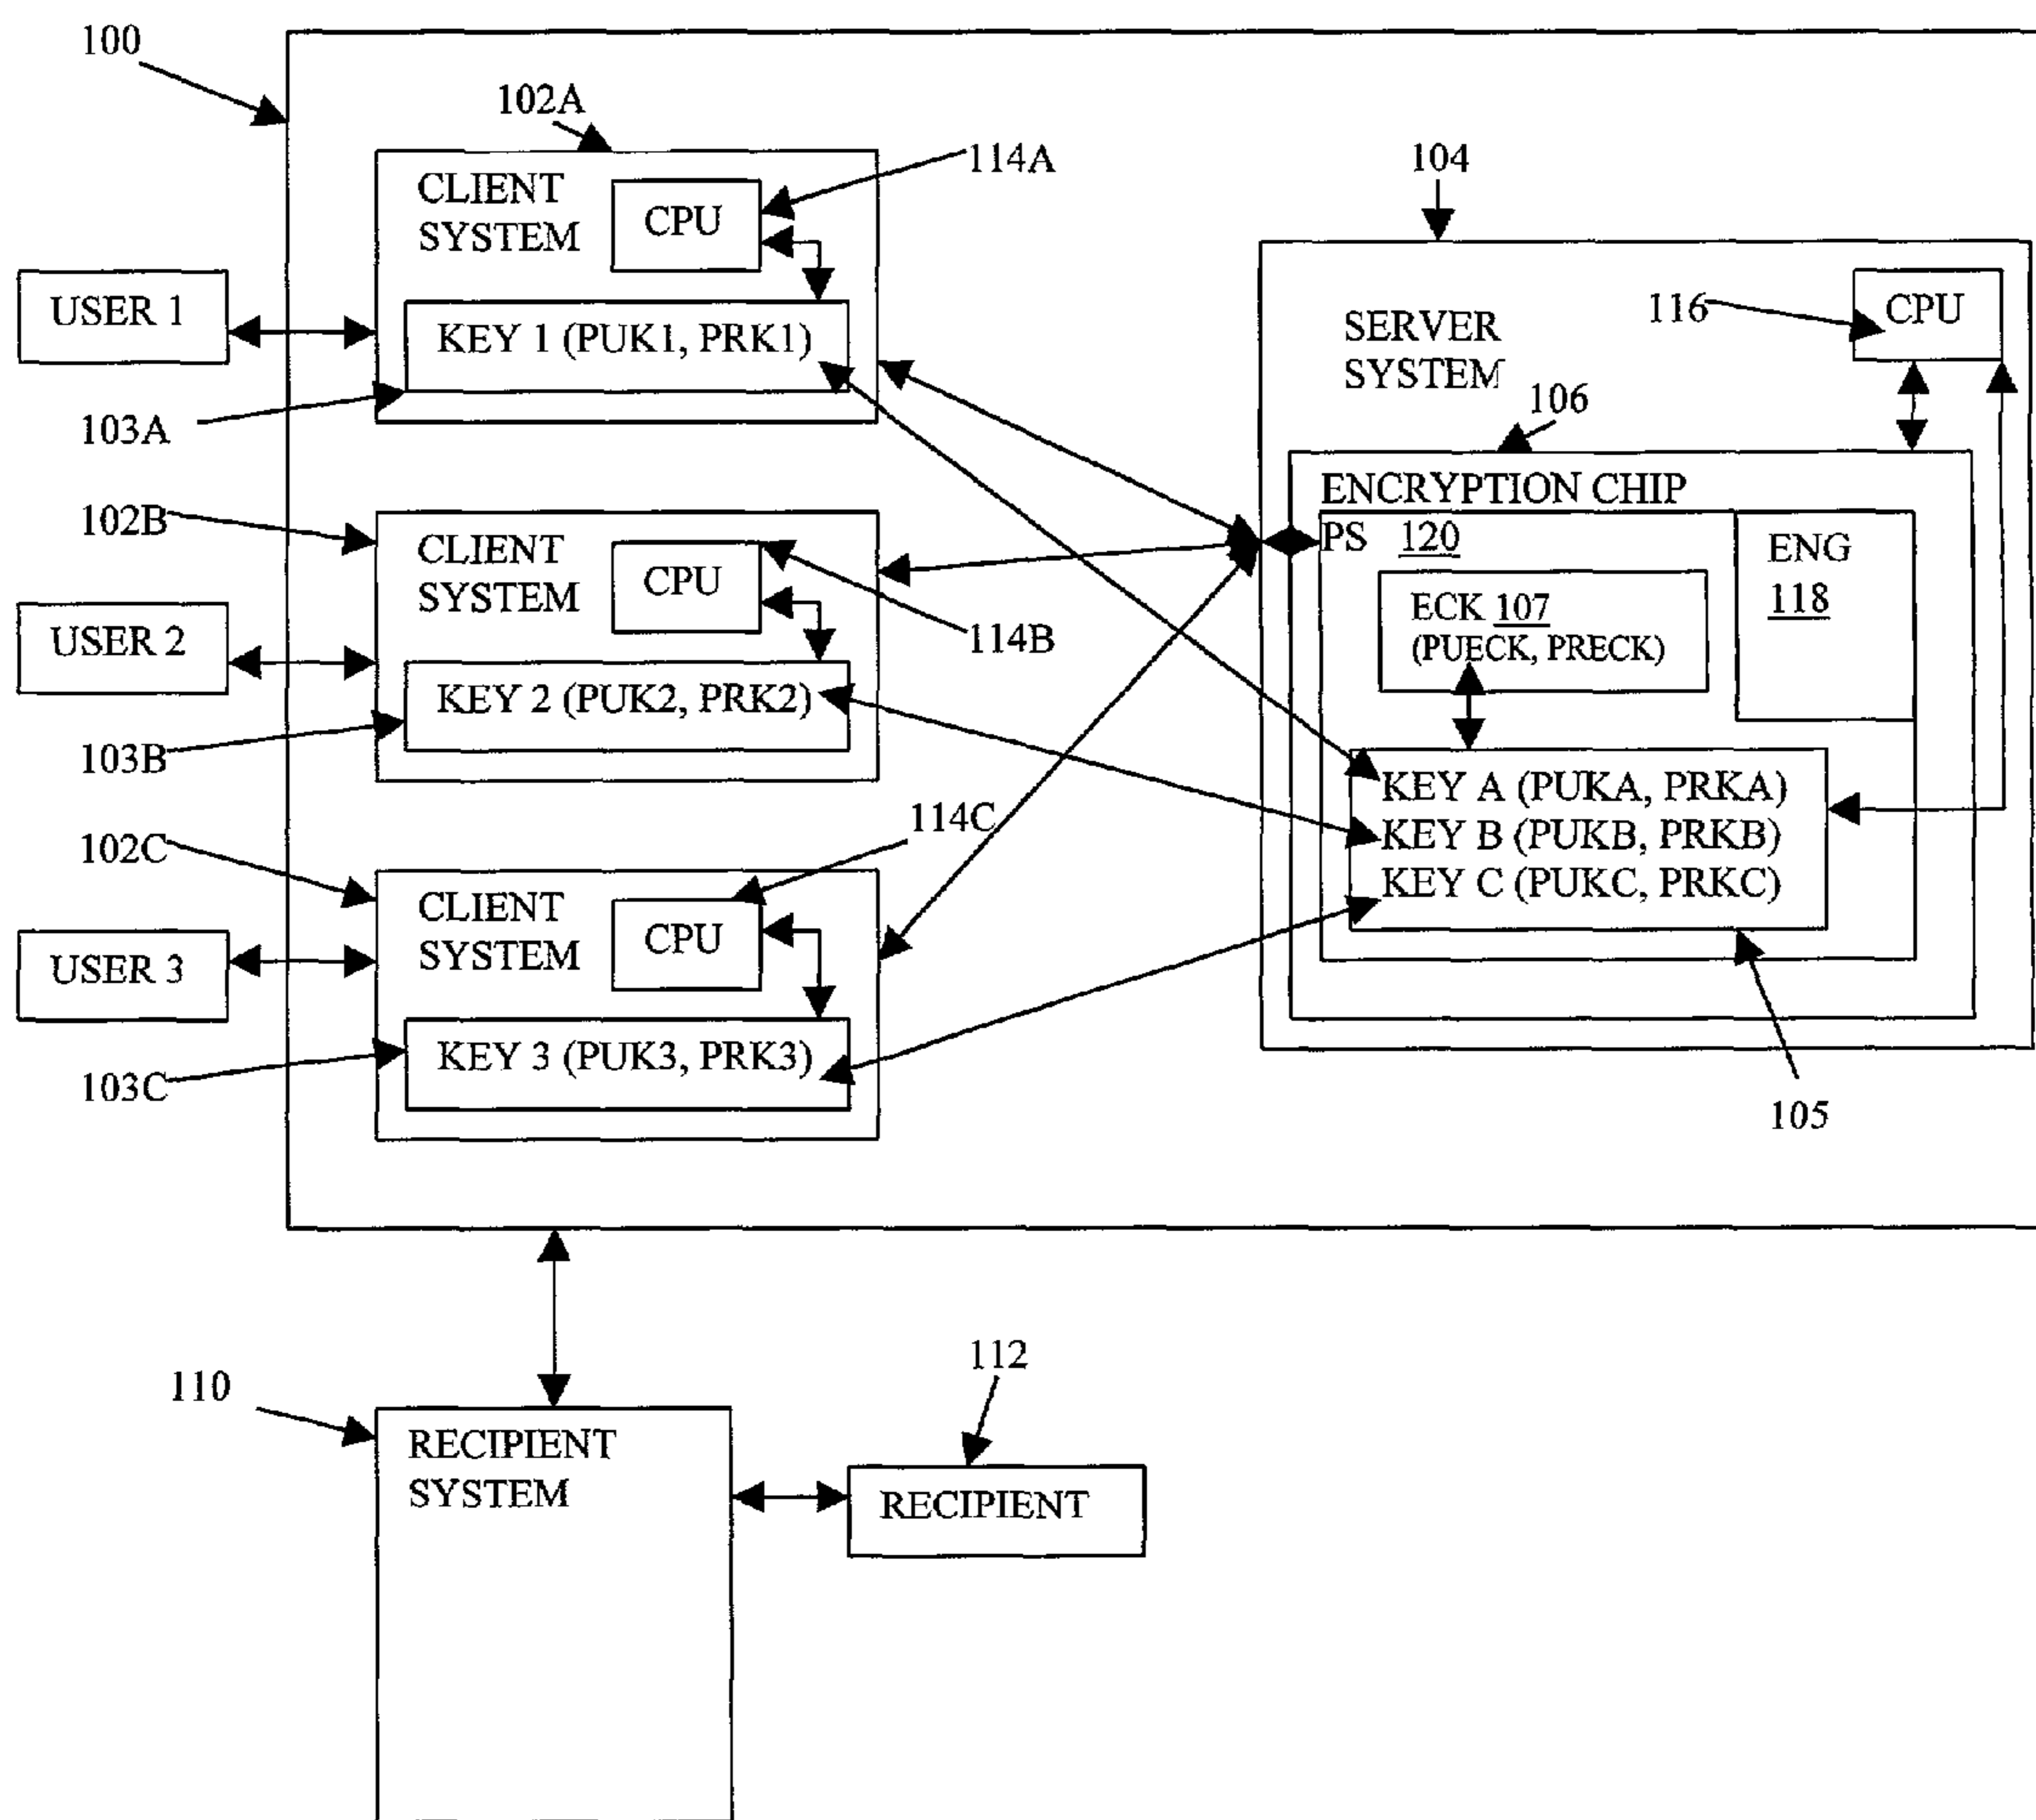 100
102A
CLIENT
SYSTEM
CPU
114A
KEY 1 (PUK1, PRK1)
USER 1
103A
104
SERVER
SYSTEM
116
CPU
106
ENCRYPTION CHIP
PS 120
ENG
118
ECK 107
(PUECK, PRECK)
KEY A (PUKA, PRKA)
KEY B (PUKB, PRKB)
KEY C (PUKC, PRKC)
105
102B
CLIENT
SYSTEM
CPU
114B
KEY 2 (PUK2, PRK2)
USER 2
103B
102C
114C
CLIENT
SYSTEM
CPU
KEY 3 (PUK3, PRK3)
USER 3
103C
110
RECIPIENT
SYSTEM
112
RECIPIENT